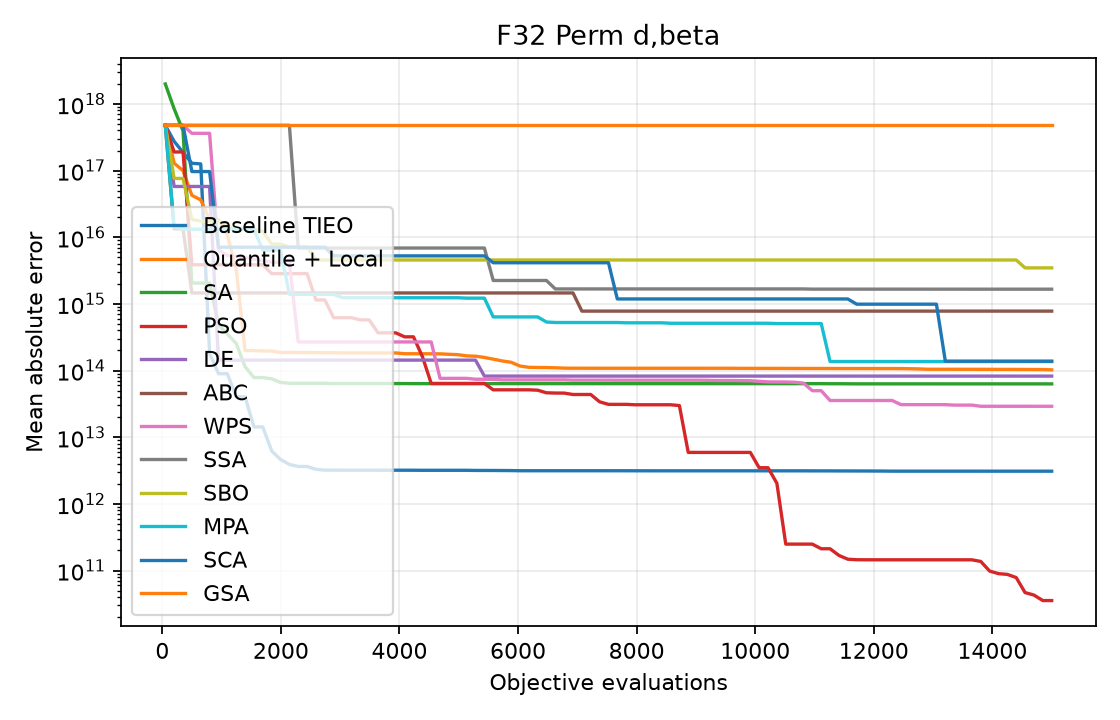 F32 Perm d,beta
Mean absolute error
10^18
10^17
10^16
10^15
10^14
10^13
10^12
10^11
Baseline TIEO
Quantile + Local
SA
PSO
DE
ABC
WPS
SSA
SBO
MPA
SCA
GSA
0 2000 4000 6000 8000 10000 12000 14000
Objective evaluations